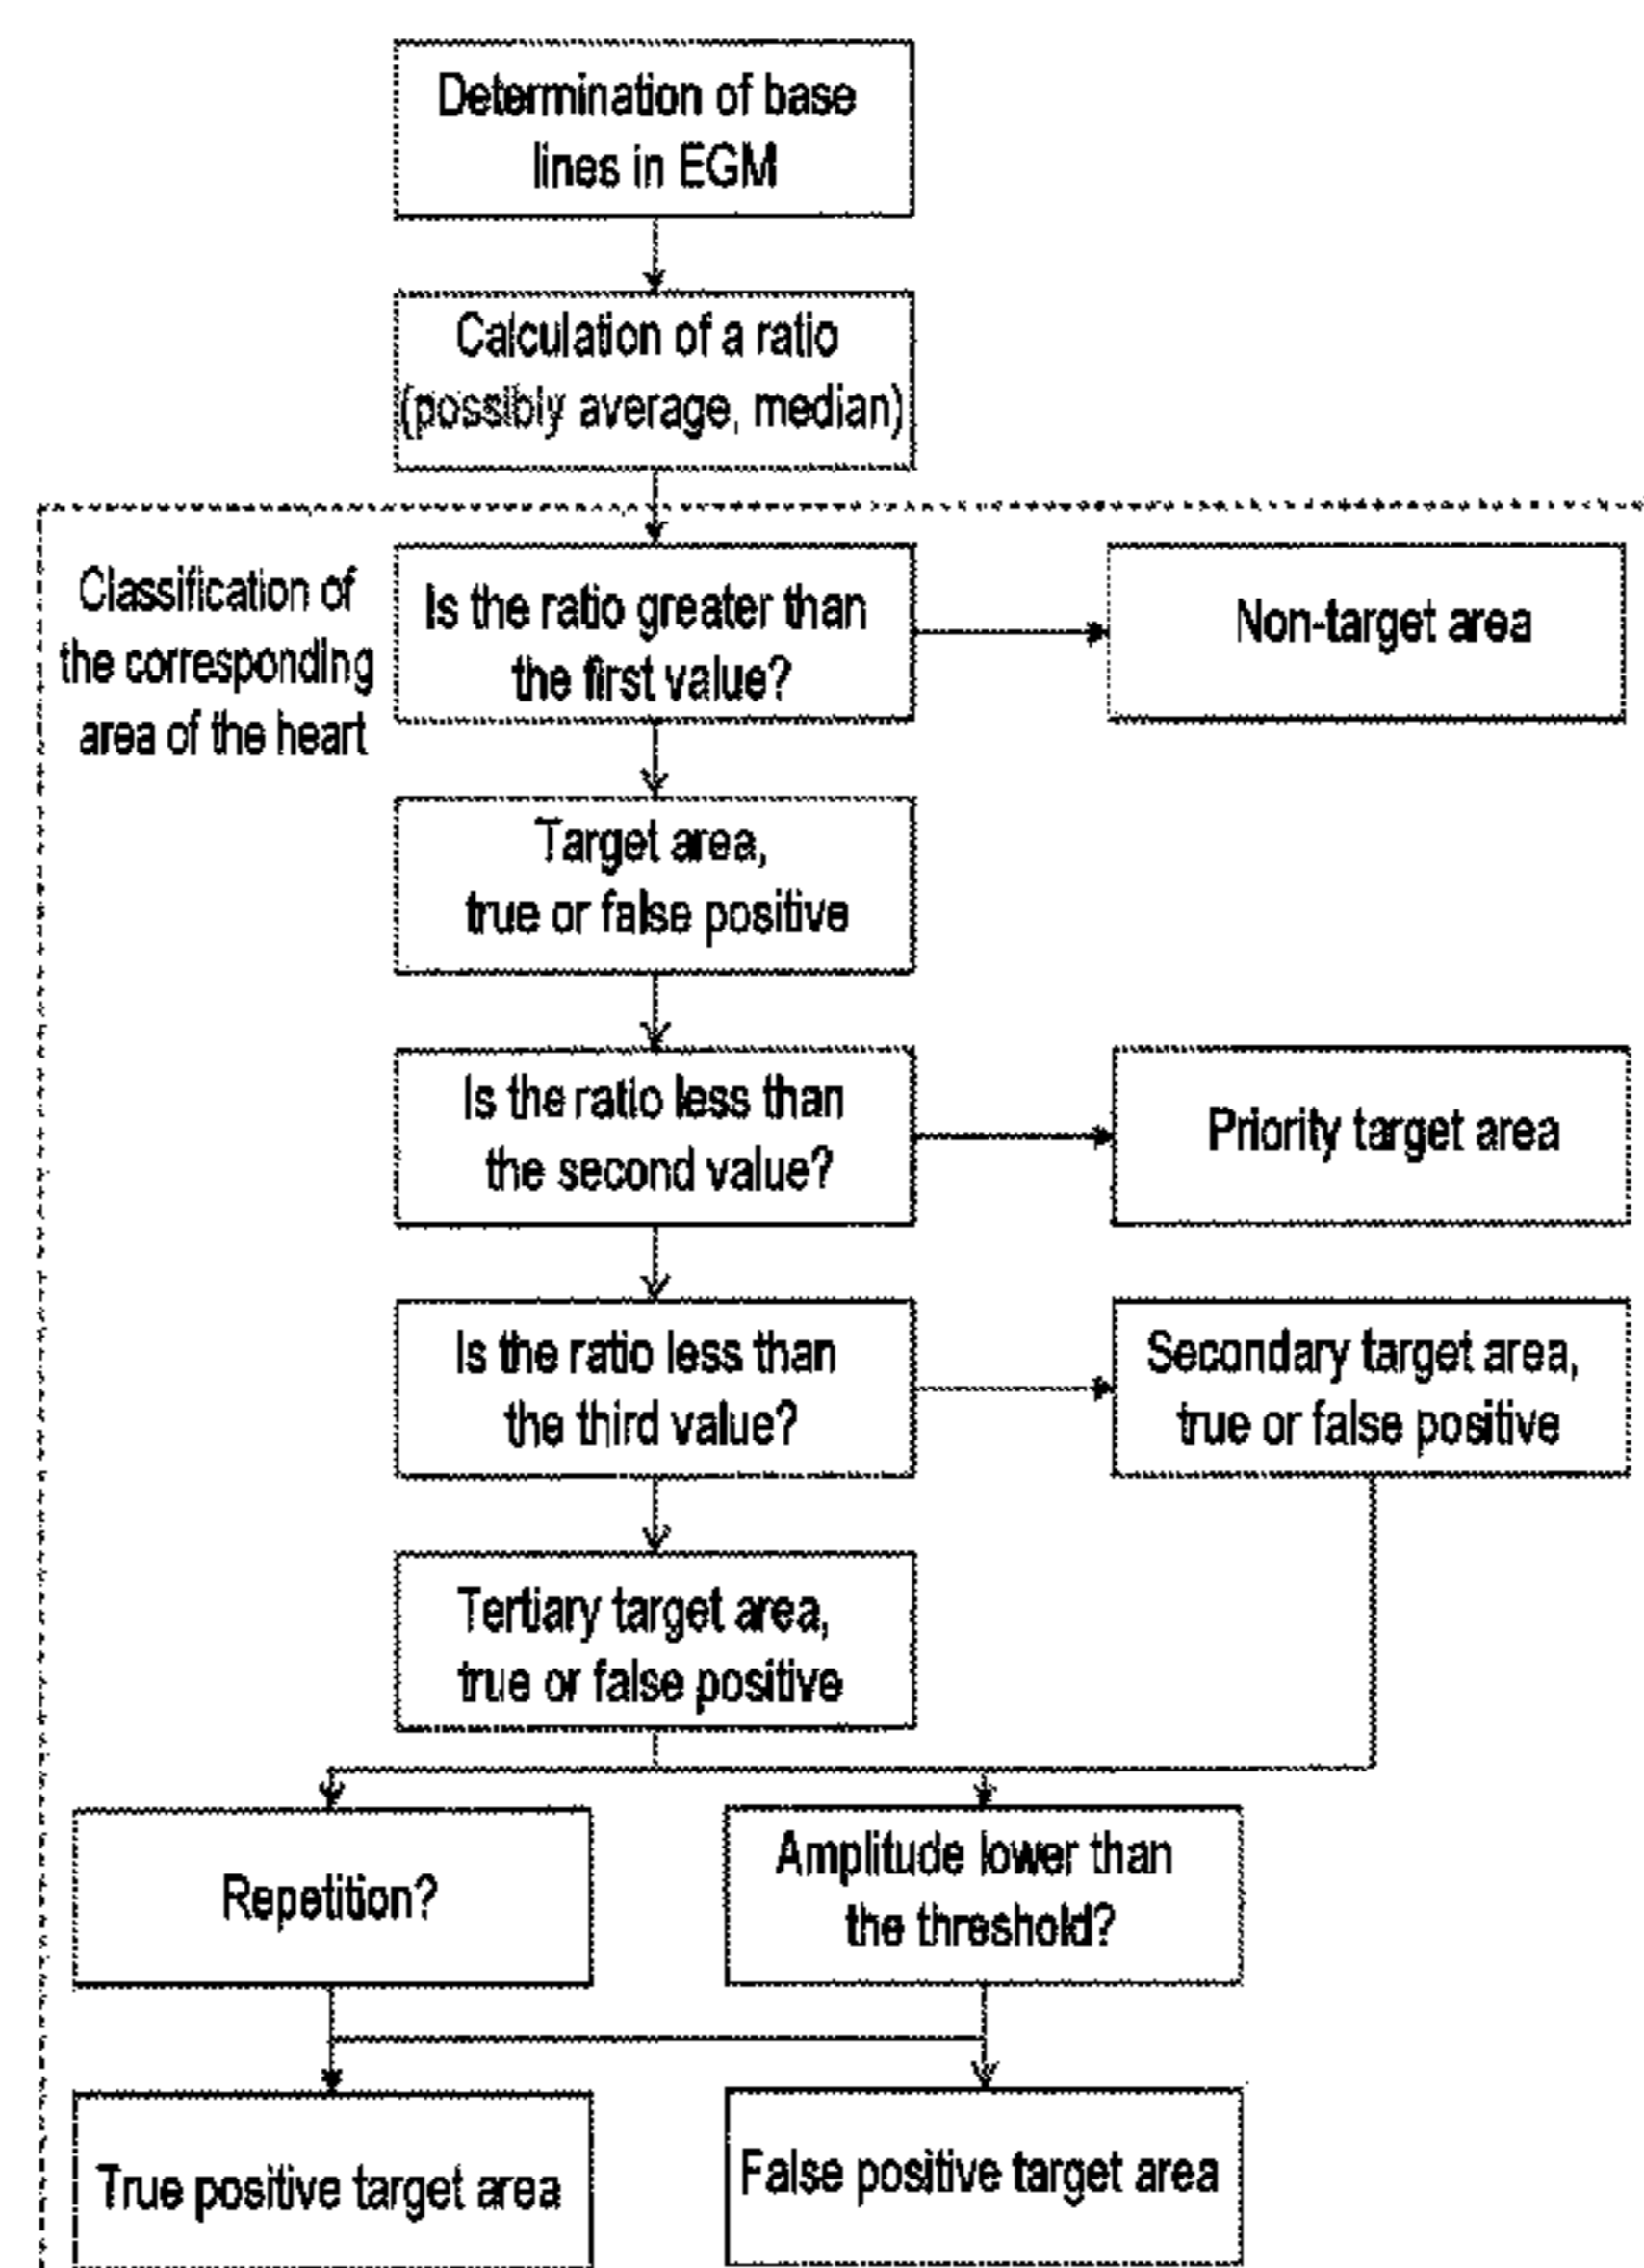 Determination of base
lines in EGM
Calculation of a ratio
(possibly average, median)
Classification of
the corresponding
area of the heart
Is the ratio greater than
the first value?
Non-target area
Target area,
true or false positive
Is the ratio less than
the second value?
Priority target area
Is the ratio less than
the third value?
Secondary target area,
true or false positive
Tertiary target area,
true or false positive
Repetition?
Amplitude lower than
the threshold?
True positive target area
False positive target area